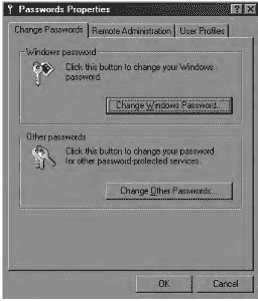 Passwords Properties
Change Passwords Remote Administration User Profiles
Windows password
Click this button to change your Windows
password.
Change Windows Password...
Other passwords
Click this button to change your password
for other password-protected services.
Change Other Passwords...
OK Cancel